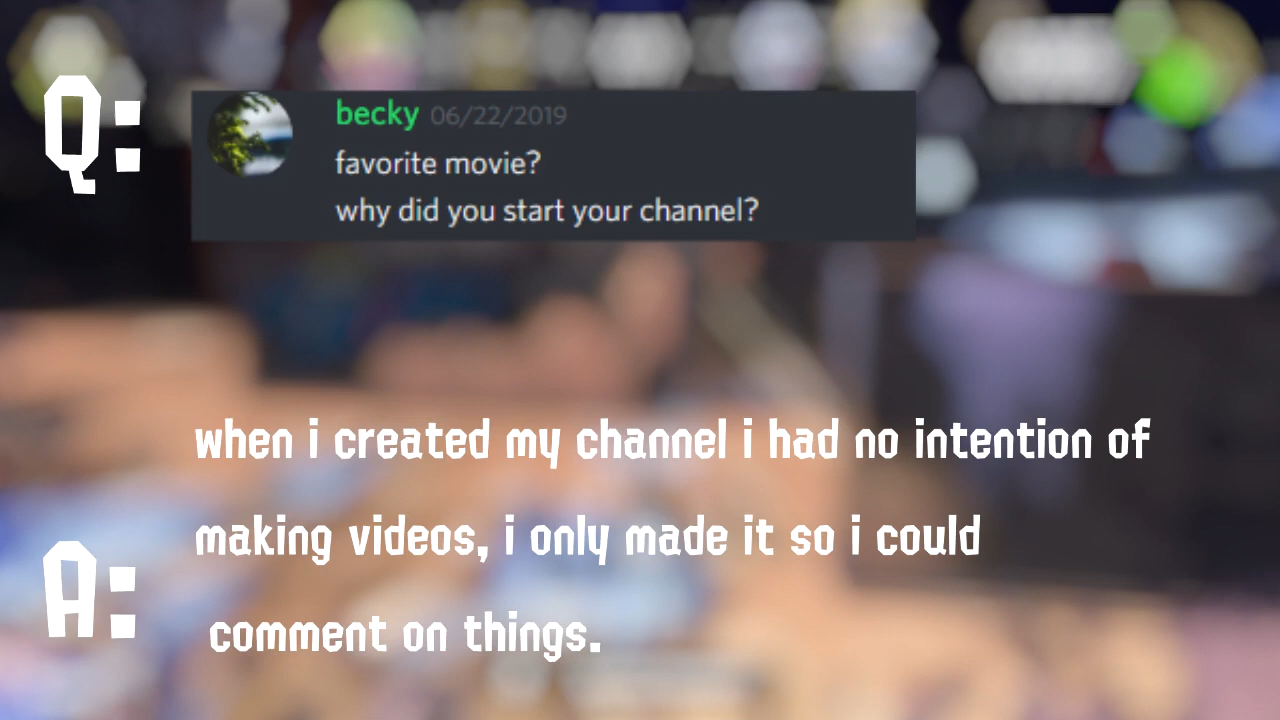 Q:
becky 06/22/2019
favorite movie?
why did you start your channel?
A:
when i created my channel i had no intention of
making videos, i only made it so i could
comment on things.